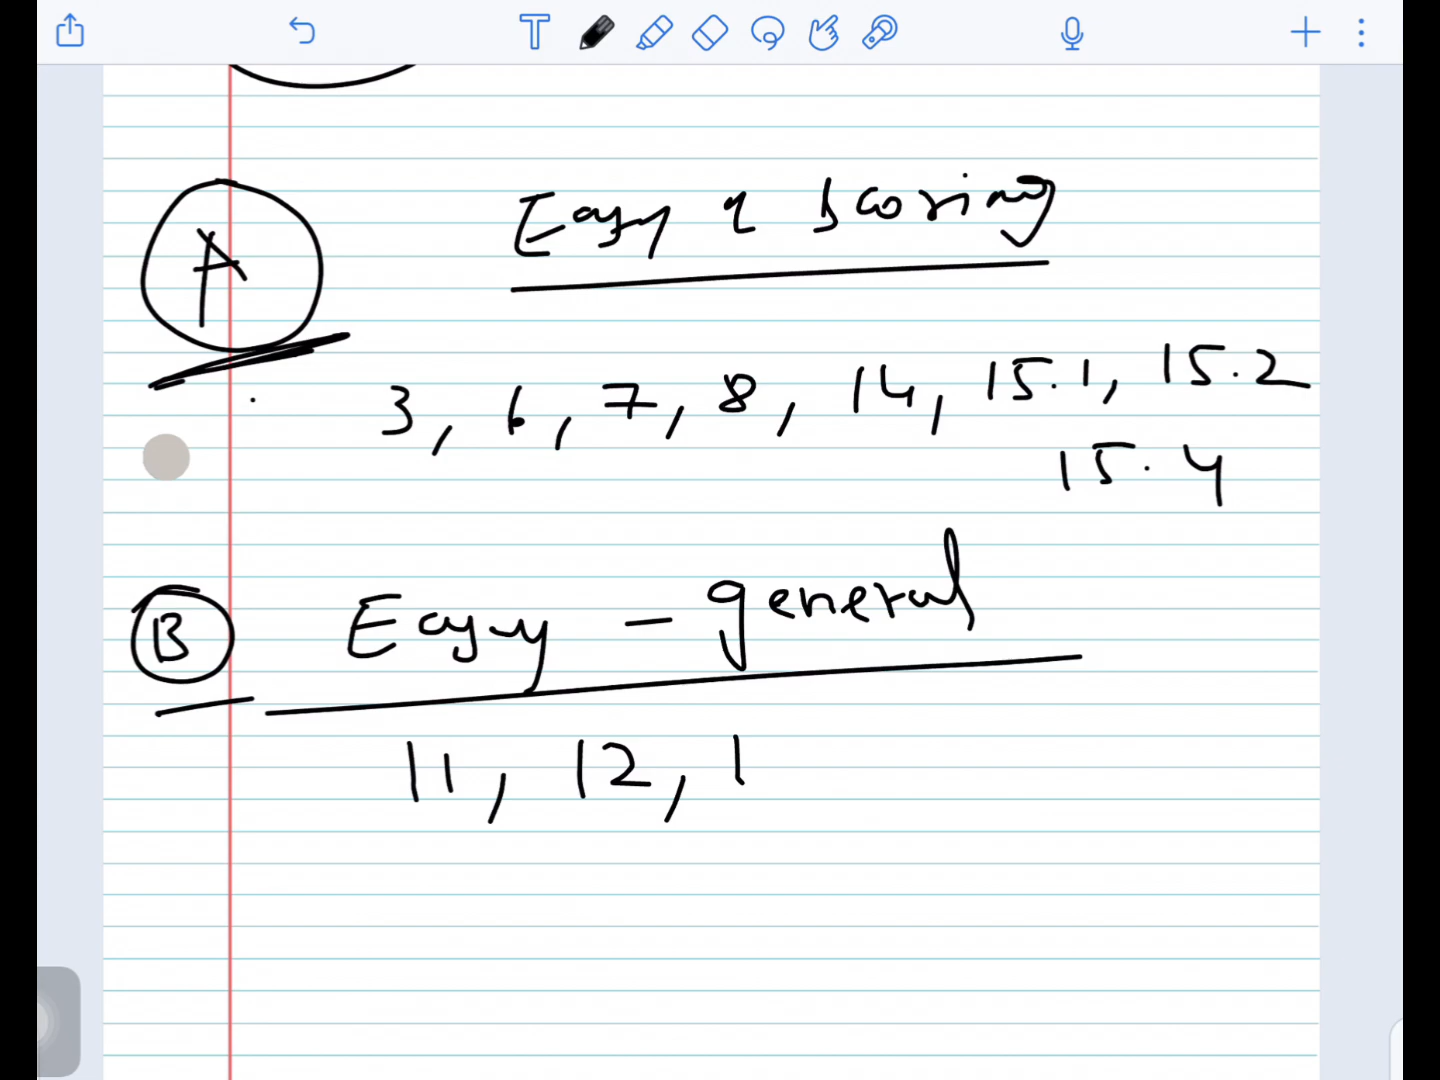 A Easy & scoring
3, 6, 7, 8, 14, 15.1, 15.2
15.4
B Easy - general
11, 12, 1